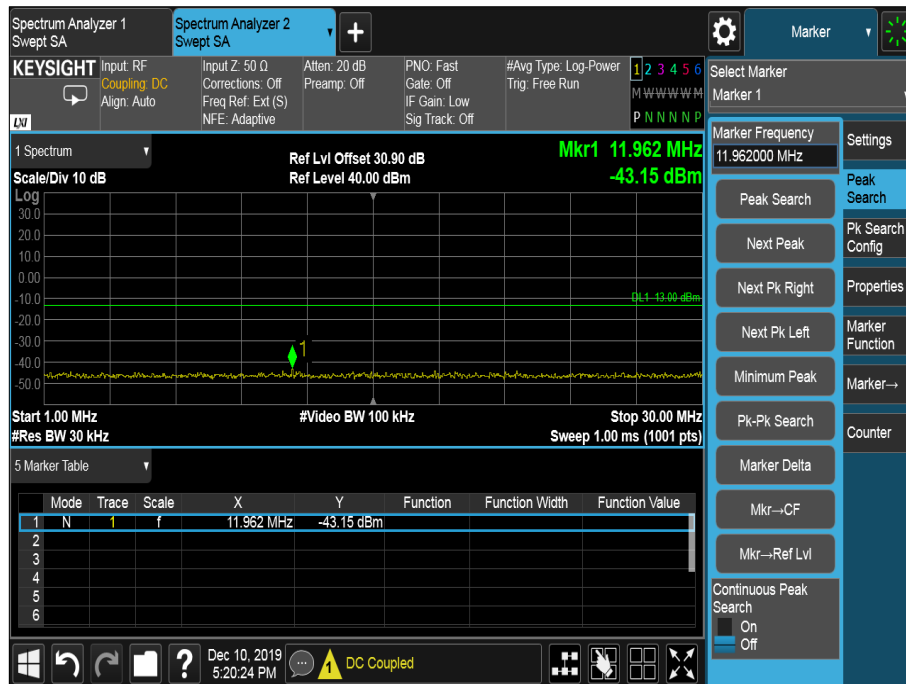 Spectrum Analyzer 1
Swept SA
Spectrum Analyzer 2
Swept SA
Marker
KEYSIGHT
LXI
Input: RF
Coupling: DC
Align: Auto
Input Z: 50 Ω
Corrections: Off
Freq Ref: Ext (S)
NFE: Adaptive
Atten: 20 dB
Preamp: Off
PNO: Fast
Gate: Off
IF Gain: Low
Sig Track: Off
#Avg Type: Log-Power
Trig: Free Run
1 2 3 4 5 6
M W W W W M
P N N N N P
Select Marker
Marker 1
1 Spectrum
Scale/Div 10 dB
Ref Lvl Offset 30.90 dB
Ref Level 40.00 dBm
Mkr1 11.962 MHz
-43.15 dBm
Log
30.0
20.0
10.0
0.00
-10.0
-20.0
-30.0
-40.0
-50.0
DL1 -13.00 dBm
1
Start 1.00 MHz
#Video BW 100 kHz
Stop 30.00 MHz
#Res BW 30 kHz
Sweep 1.00 ms (1001 pts)
5 Marker Table
Mode Trace Scale X Y Function Function Width Function Value
1 N 1 f 11.962 MHz -43.15 dBm
2
3
4
5
6
Marker Frequency
11.962000 MHz
Peak Search
Next Peak
Next Pk Right
Next Pk Left
Minimum Peak
Pk-Pk Search
Marker Delta
Mkr→CF
Mkr→Ref Lvl
Continuous Peak
Search
On
Off
Settings
Peak
Search
Pk Search
Config
Properties
Marker
Function
Marker→
Counter
?
Dec 10, 2019
5:20:24 PM
1
DC Coupled